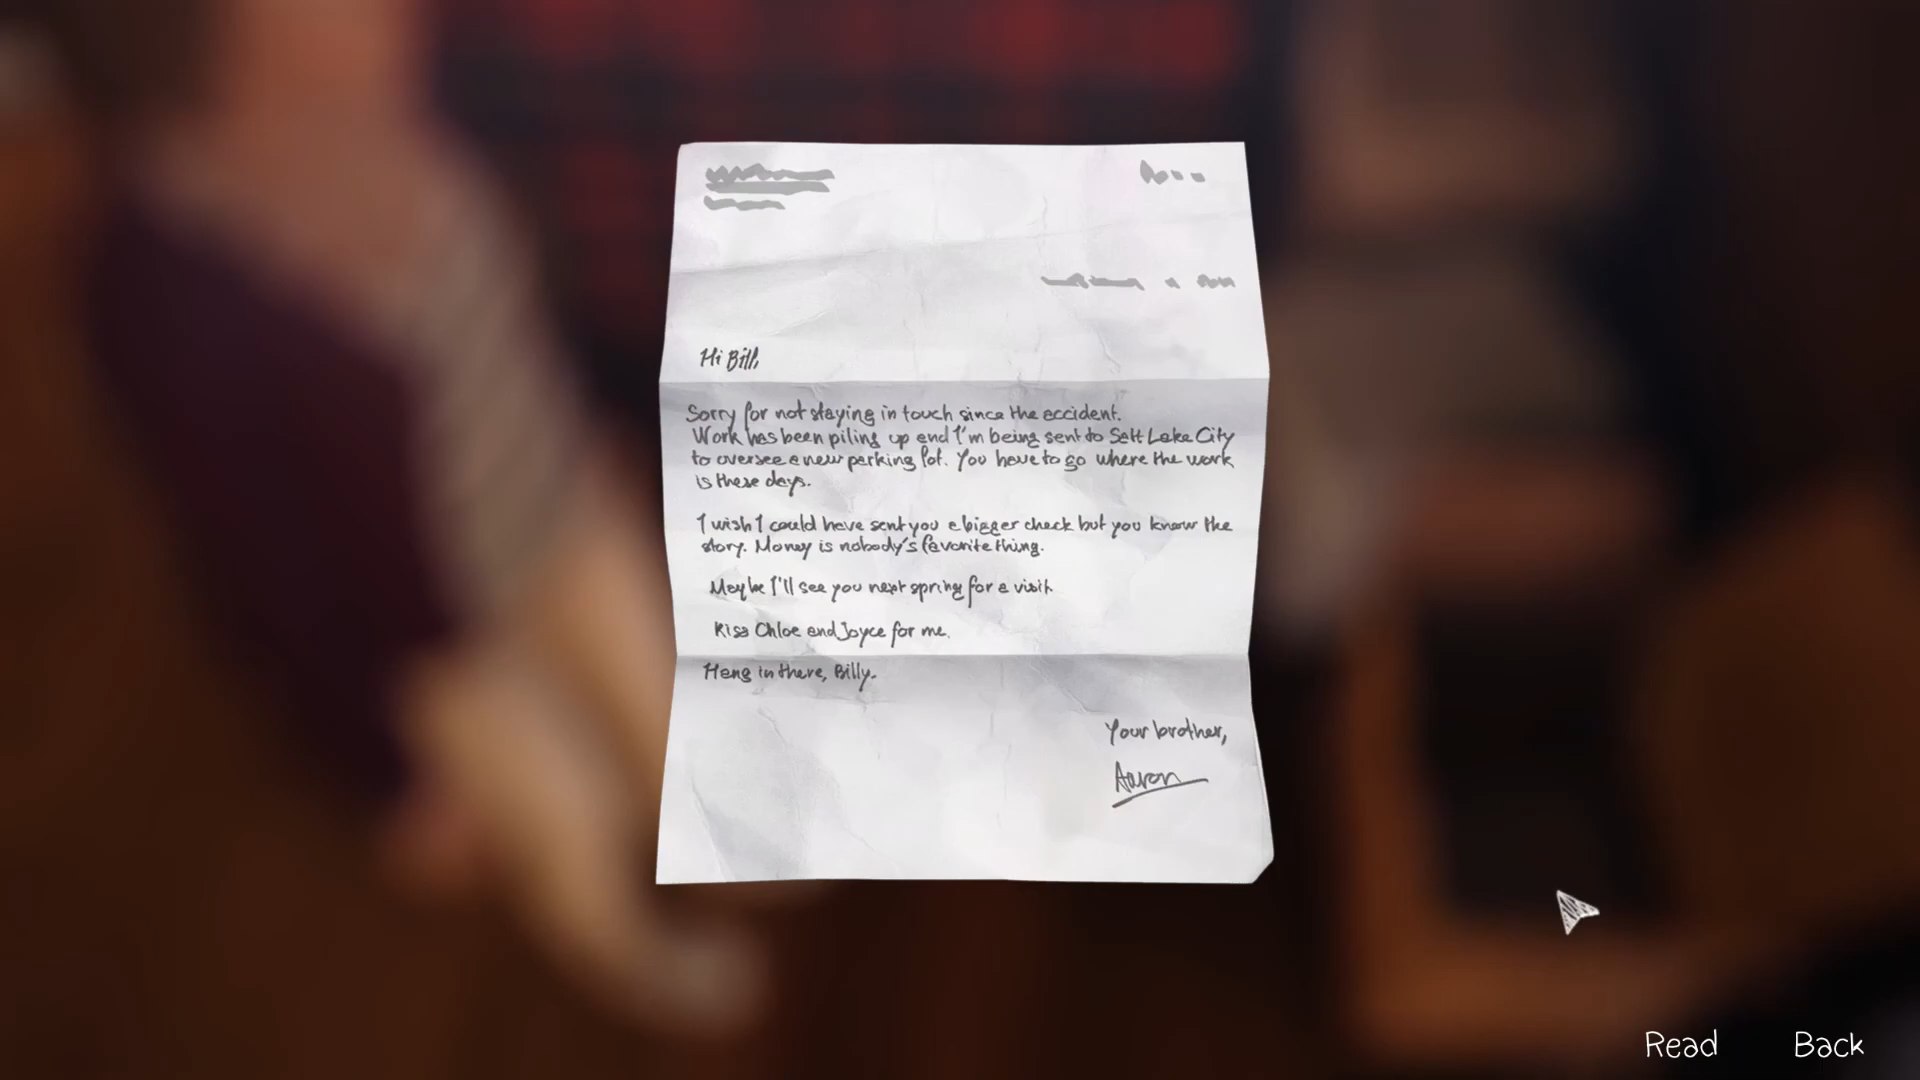 Hi Bill,
Sorry for not staying in touch since the accident.
Work has been piling up and I'm being sent to Salt Lake City
to oversee a new parking lot. You have to go where the work
is these days.
I wish I could have sent you a bigger check but you know the
story. Money is nobody's favorite thing.
Maybe I'll see you next spring for a visit.
Kiss Chloe and Joyce for me.
Hang in there, Billy.
Your brother,
Aaron
Read Back